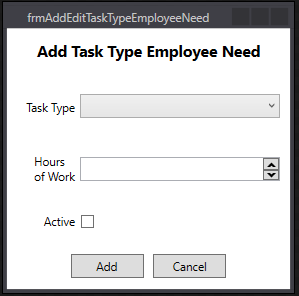 frmAddEditTaskTypeEmployeeNeed
Add Task Type Employee Need
Task Type
Hours
of Work
Active
Add
Cancel